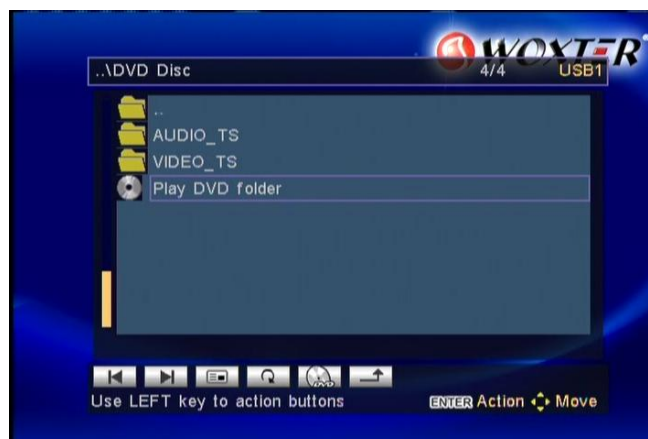 WOXTER
..\DVD Disc 4/4 USB1
..
AUDIO_TS
VIDEO_TS
Play DVD folder
DVD
Use LEFT key to action buttons ENTER Action Move